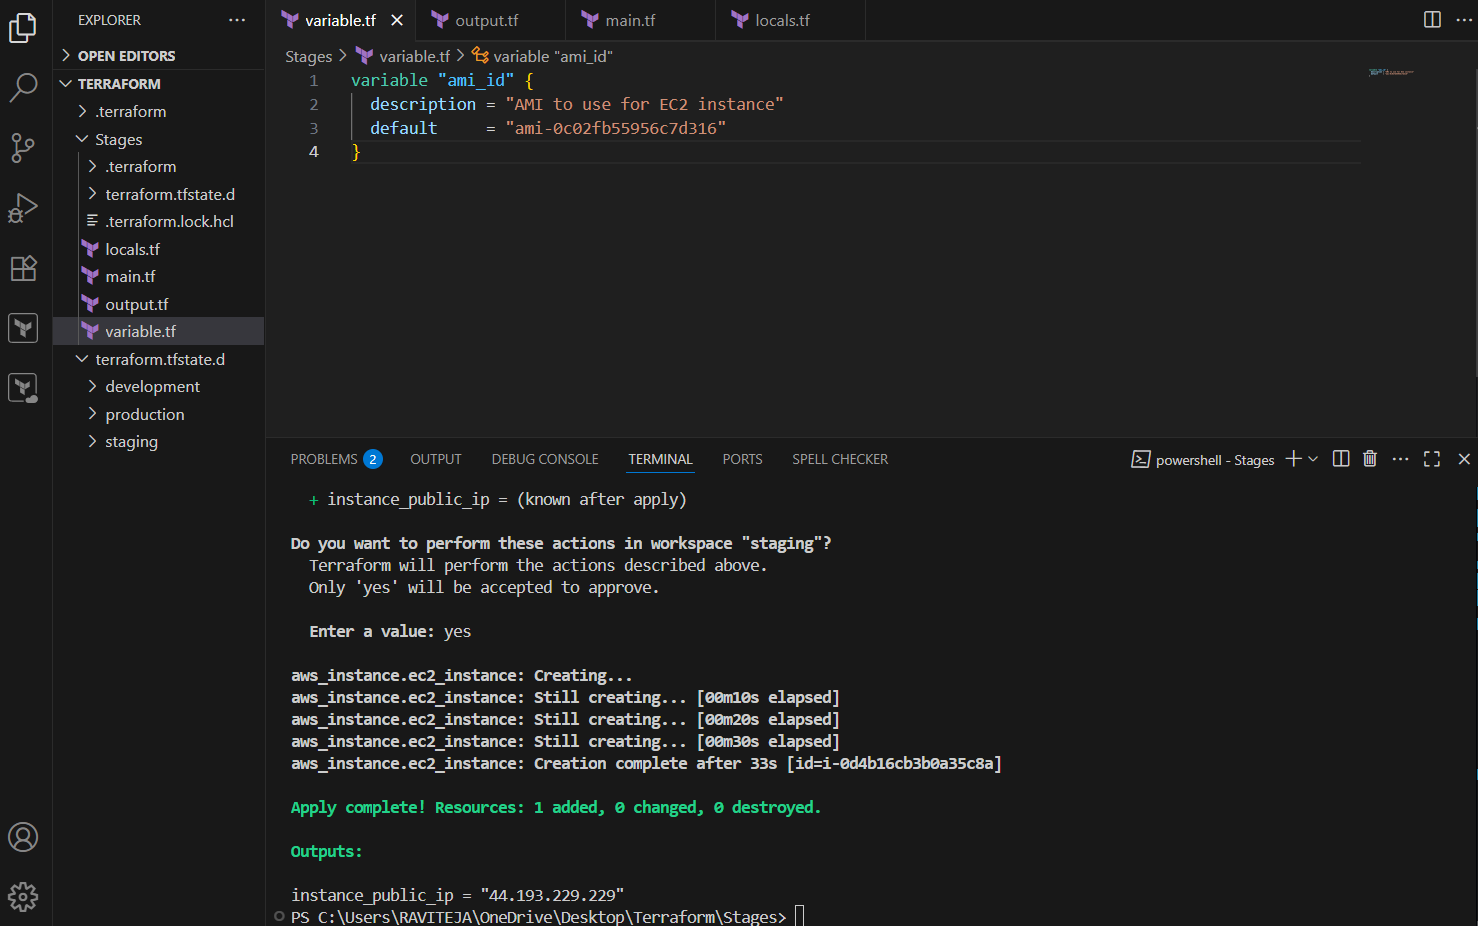 EXPLORER
OPEN EDITORS
TERRAFORM
.terraform
Stages
.terraform
terraform.tfstate.d
.terraform.lock.hcl
locals.tf
main.tf
output.tf
variable.tf
terraform.tfstate.d
development
production
staging
variable.tf output.tf main.tf locals.tf
Stages > variable.tf > variable "ami_id"
1 variable "ami_id" {
2 description = "AMI to use for EC2 instance"
3 default = "ami-0c02fb55956c7d316"
4 }
PROBLEMS 2 OUTPUT DEBUG CONSOLE TERMINAL PORTS SPELL CHECKER powershell - Stages
+ instance_public_ip = (known after apply)
Do you want to perform these actions in workspace "staging"?
Terraform will perform the actions described above.
Only 'yes' will be accepted to approve.
Enter a value: yes
aws_instance.ec2_instance: Creating...
aws_instance.ec2_instance: Still creating... [00m10s elapsed]
aws_instance.ec2_instance: Still creating... [00m20s elapsed]
aws_instance.ec2_instance: Still creating... [00m30s elapsed]
aws_instance.ec2_instance: Creation complete after 33s [id=i-0d4b16cb3b0a35c8a]
Apply complete! Resources: 1 added, 0 changed, 0 destroyed.
Outputs:
instance_public_ip = "44.193.229.229"
PS C:\Users\RAVITEJA\OneDrive\Desktop\Terraform\Stages>